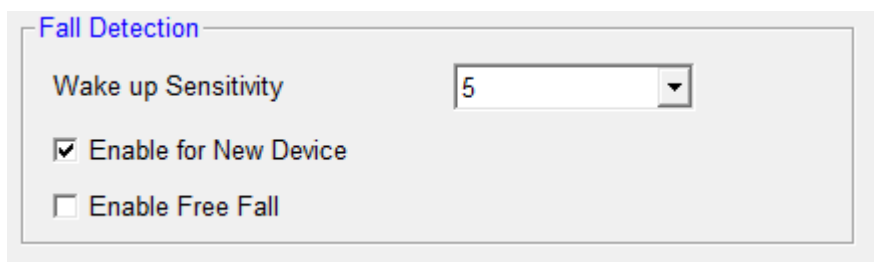 Fall Detection
Wake up Sensitivity 5
Enable for New Device
Enable Free Fall